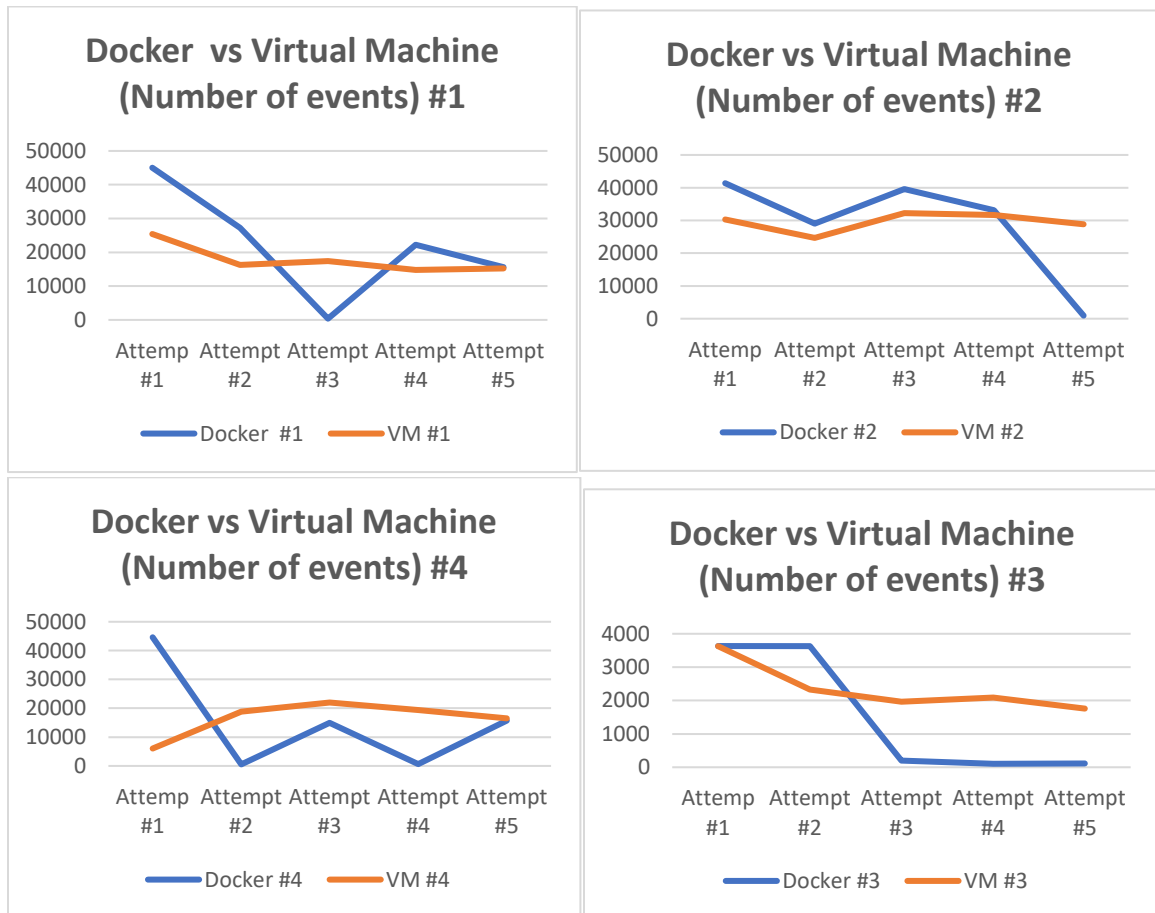 Docker vs Virtual Machine
(Number of events) #1
50000
40000
30000
20000
10000
0
Attemp Attempt Attempt Attempt Attempt
#1 #2 #3 #4 #5
Docker #1 VM #1
Docker vs Virtual Machine
(Number of events) #2
50000
40000
30000
20000
10000
0
Attemp Attempt Attempt Attempt Attempt
#1 #2 #3 #4 #5
Docker #2 VM #2
Docker vs Virtual Machine
(Number of events) #4
50000
40000
30000
20000
10000
0
Attemp Attempt Attempt Attempt Attempt
#1 #2 #3 #4 #5
Docker #4 VM #4
Docker vs Virtual Machine
(Number of events) #3
4000
3000
2000
1000
0
Attemp Attempt Attempt Attempt Attempt
#1 #2 #3 #4 #5
Docker #3 VM #3